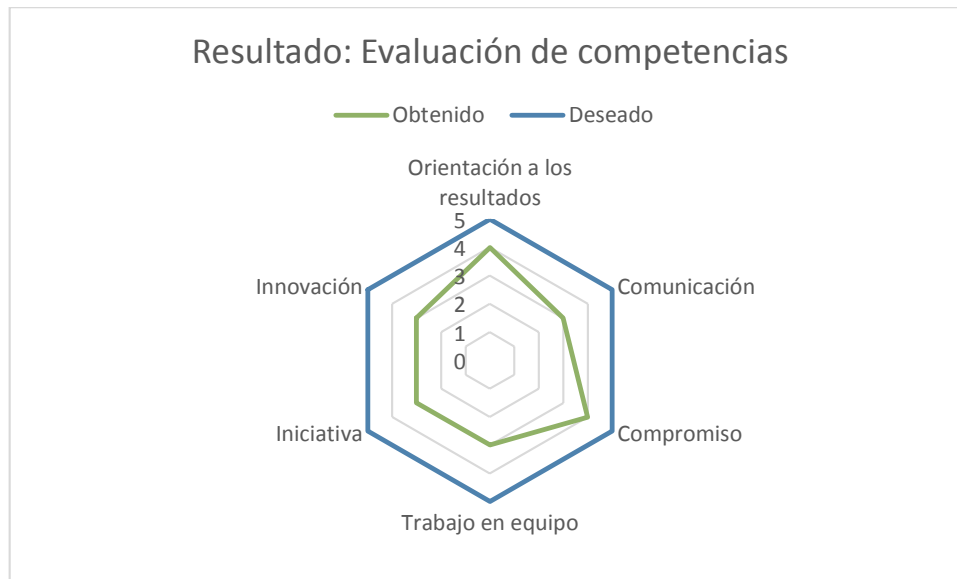 Resultado: Evaluación de competencias
Obtenido
Deseado
Orientación a los
resultados
5
4
3
2
1
0
Innovación
Comunicación
Iniciativa
Compromiso
Trabajo en equipo